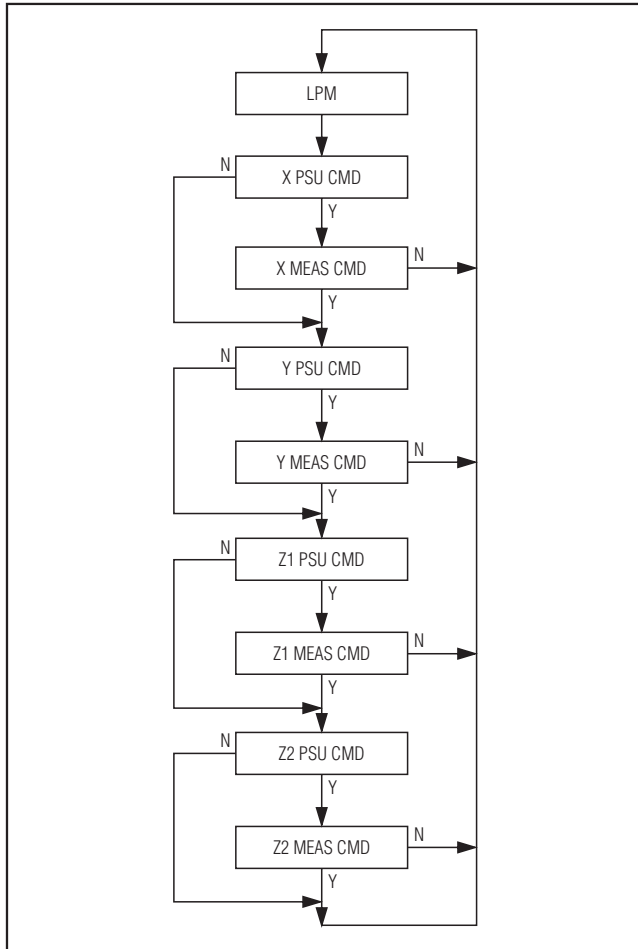 LPM
N
X PSU CMD
Y
X MEAS CMD
N
Y
N
Y PSU CMD
Y
Y MEAS CMD
N
Y
N
Z1 PSU CMD
Y
Z1 MEAS CMD
N
Y
N
Z2 PSU CMD
Y
Z2 MEAS CMD
N
Y